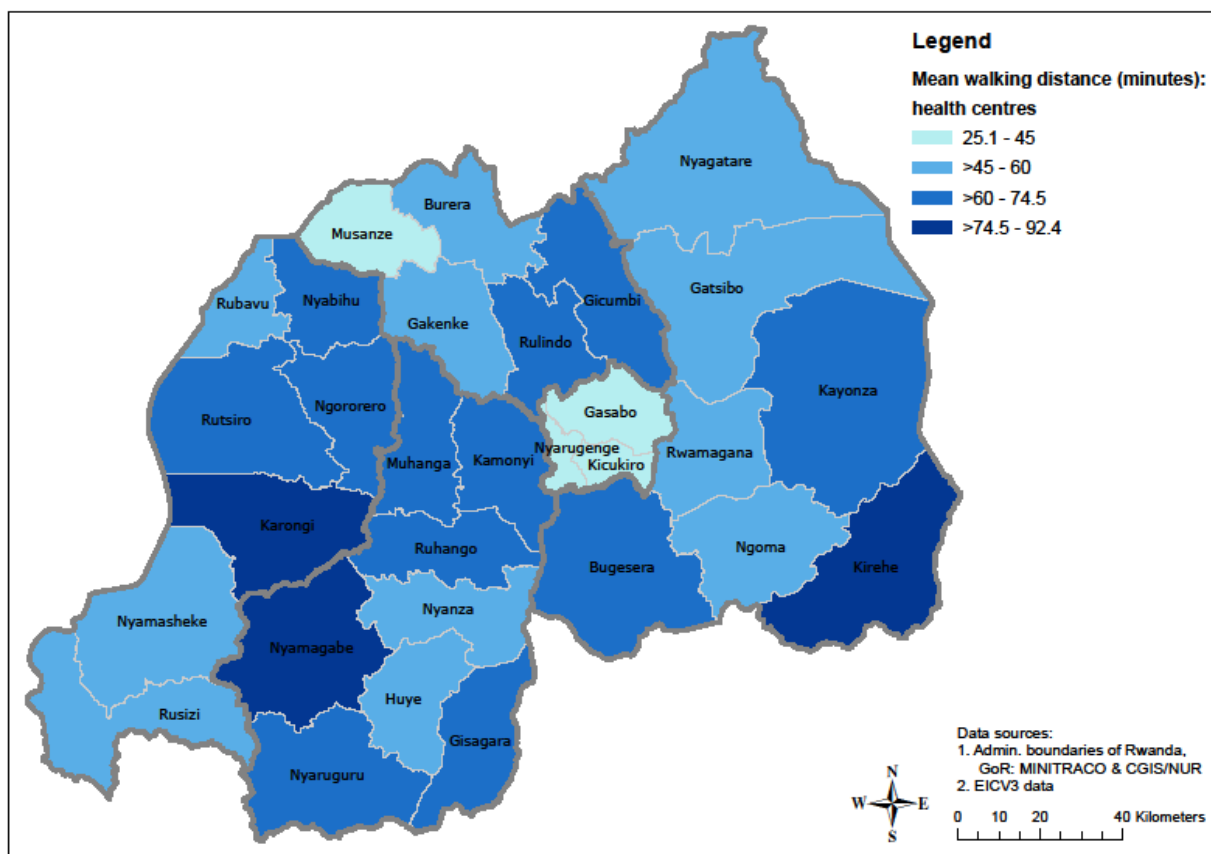 Legend
Mean walking distance (minutes):
health centres
25.1 - 45
>45 - 60
>60 - 74.5
>74.5 - 92.4
Nyagatare
Burera
Musanze
Gatsibo
Rubavu
Nyabihu
Gicumbi
Gakenke
Rulindo
Kayonza
Gasabo
Rutsiro
Ngororero
Nyarugenge
Rwamagana
Muhanga
Kamonyi
Kicukiro
Karongi
Ruhango
Ngoma
Bugesera
Kirehe
Nyamasheke
Nyanza
Nyamagabe
Huye
Rusizi
Gisagara
Nyaruguru
Data sources:
1. Admin. boundaries of Rwanda,
GoR: MINITRACO & CGIS/NUR
2. EICV3 data
N
W E
S
0 10 20 40 Kilometers